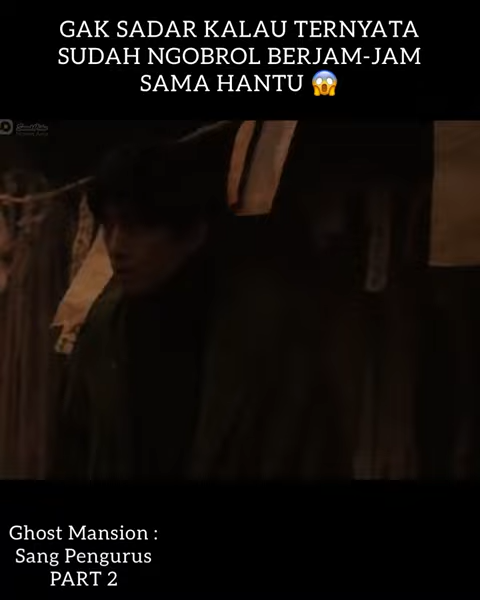 GAK SADAR KALAU TERNYATA
SUDAH NGOBROL BERJAM-JAM
SAMA HANTU 😱
Ghost Mansion :
Sang Pengurus
PART 2